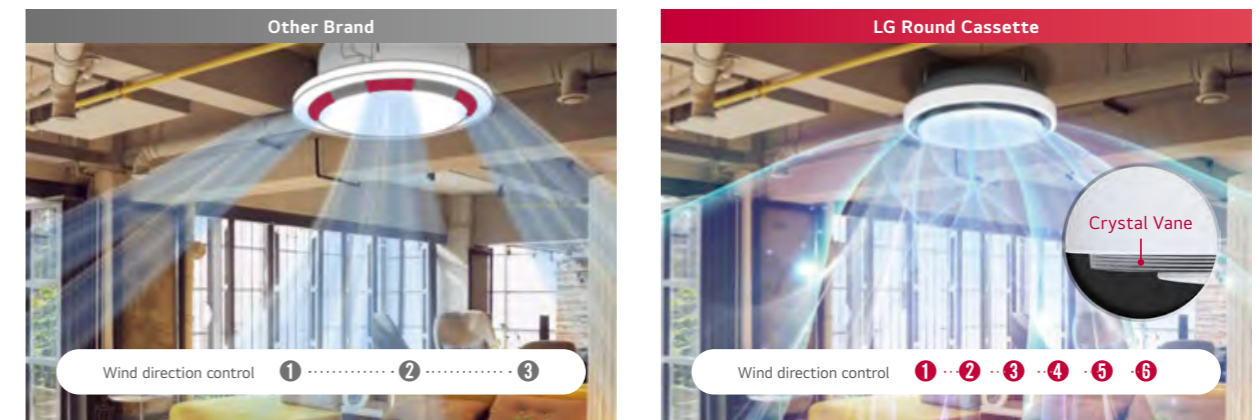 Other Brand
Wind direction control 1 2 3
LG Round Cassette
Crystal Vane
Wind direction control 1 2 3 4 5 6